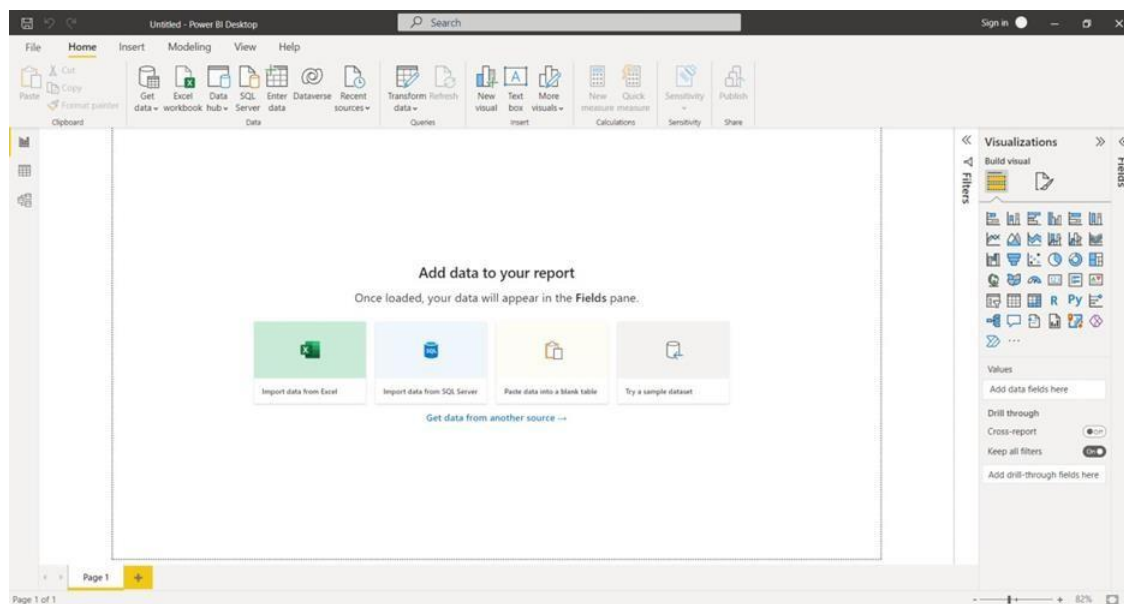 Untitled - Power BI Desktop
Search
Sign in
File Home Insert Modeling View Help
Paste
Cut
Copy
Format painter
Clipboard
Get data
Excel workbook
Data hub
SQL Server
Enter data
Dataverse
Recent sources
Data
Transform data
Refresh
Queries
New visual
Text box
More visuals
Insert
New measure
Quick measure
Calculations
Sensitivity
Sensitivity
Publish
Share
Filters
Visualizations
Build visual
Fields
R Py
Values
Add data fields here
Drill through
Cross-report
Off
Keep all filters
On
Add drill-through fields here
Add data to your report
Once loaded, your data will appear in the Fields pane.
SQL
Import data from Excel
Import data from SQL Server
Paste data into a blank table
Try a sample dataset
Get data from another source →
Page 1
Page 1 of 1
82%